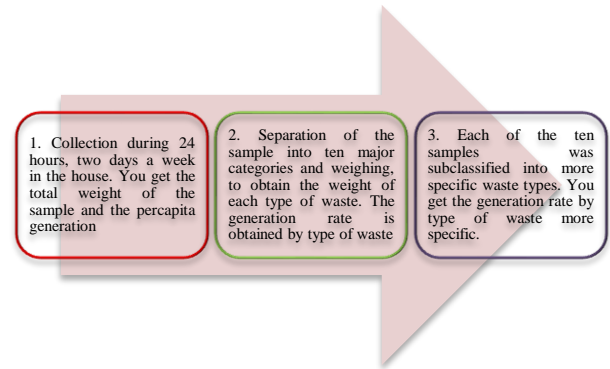 1. Collection during 24
hours, two days a week
in the house. You get the
total weight of the
sample and the percapita
generation
2. Separation of the
sample into ten major
categories and weighing,
to obtain the weight of
each type of waste. The
generation rate is
obtained by type of waste
3. Each of the ten
samples was
subclassified into more
specific waste types. You
get the generation rate by
type of waste more
specific.